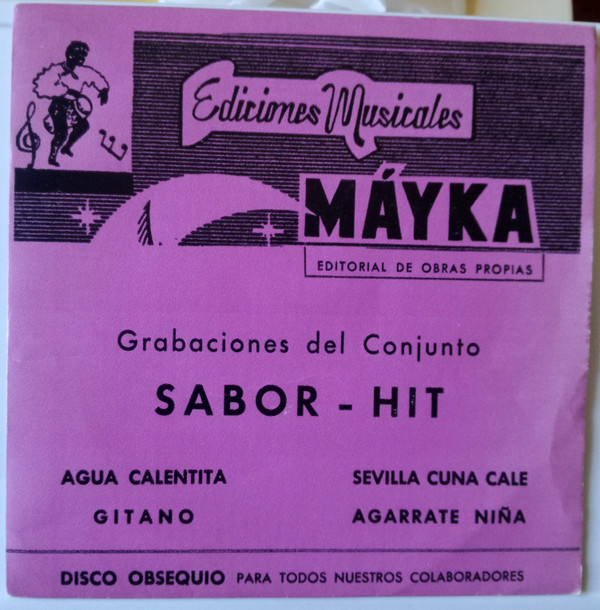 Ediciones Musicales
MÁYKA
EDITORIAL DE OBRAS PROPIAS
Grabaciones del Conjunto
SABOR - HIT
AGUA CALENTITA
SEVILLA CUNA CALE
GITANO
AGARRATE NIÑA
DISCO OBSEQUIO PARA TODOS NUESTROS COLABORADORES